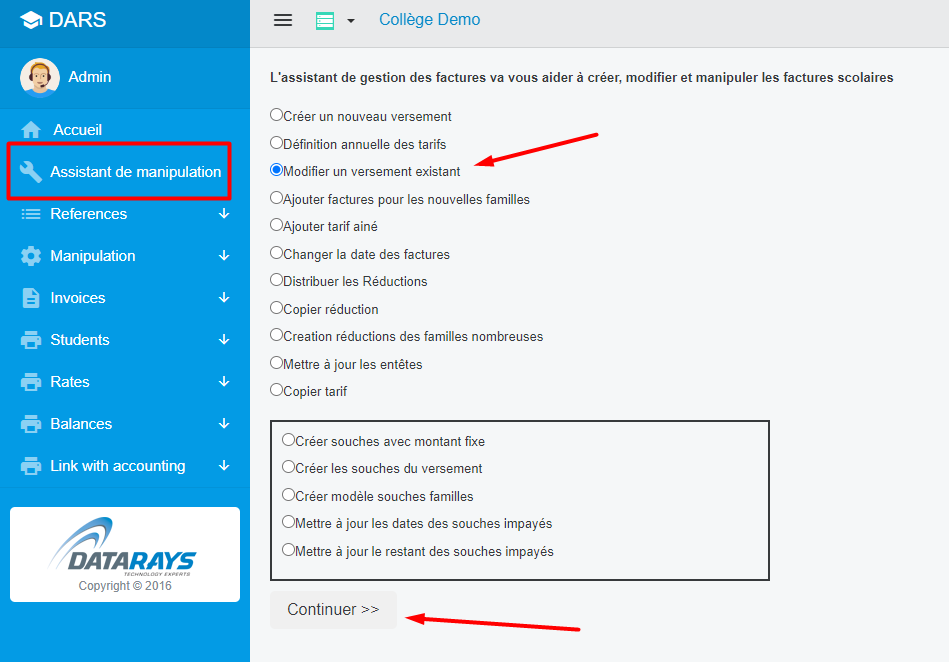 DARS
Collège Demo
Admin
Accueil
Assistant de manipulation
References
Manipulation
Invoices
Students
Rates
Balances
Link with accounting
DATARAYS
TECHNOLOGY EXPERTS
Copyright © 2016
L'assistant de gestion des factures va vous aider à créer, modifier et manipuler les factures scolaires
Créer un nouveau versement
Définition annuelle des tarifs
Modifier un versement existant
Ajouter factures pour les nouvelles familles
Ajouter tarif ainé
Changer la date des factures
Distribuer les Réductions
Copier réduction
Creation réductions des familles nombreuses
Mettre à jour les entêtes
Copier tarif
Créer souches avec montant fixe
Créer les souches du versement
Créer modèle souches familles
Mettre à jour les dates des souches impayés
Mettre à jour le restant des souches impayés
Continuer >>